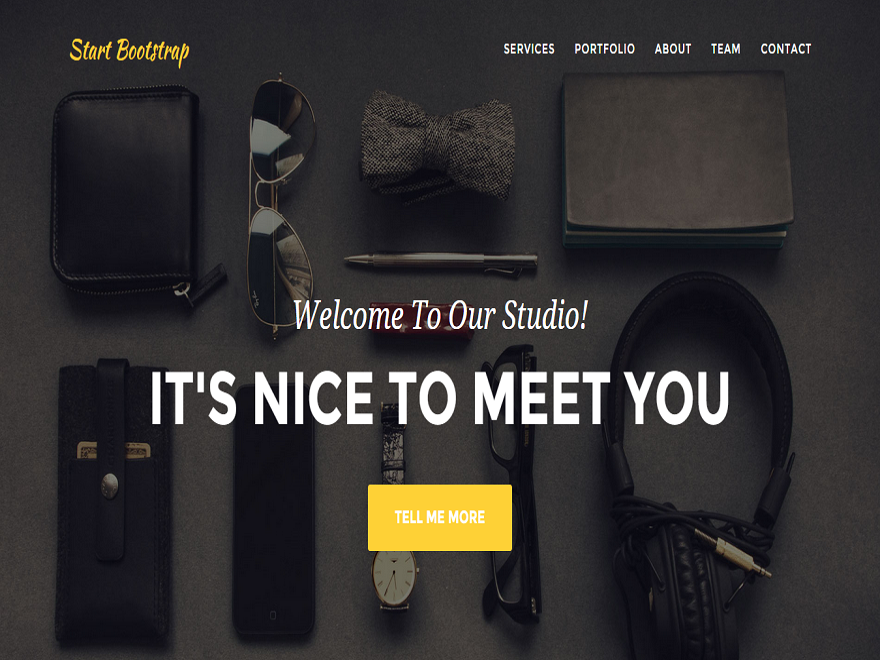 Start Bootstrap
SERVICES PORTFOLIO ABOUT TEAM CONTACT
Welcome To Our Studio!
IT'S NICE TO MEET YOU
TELL ME MORE